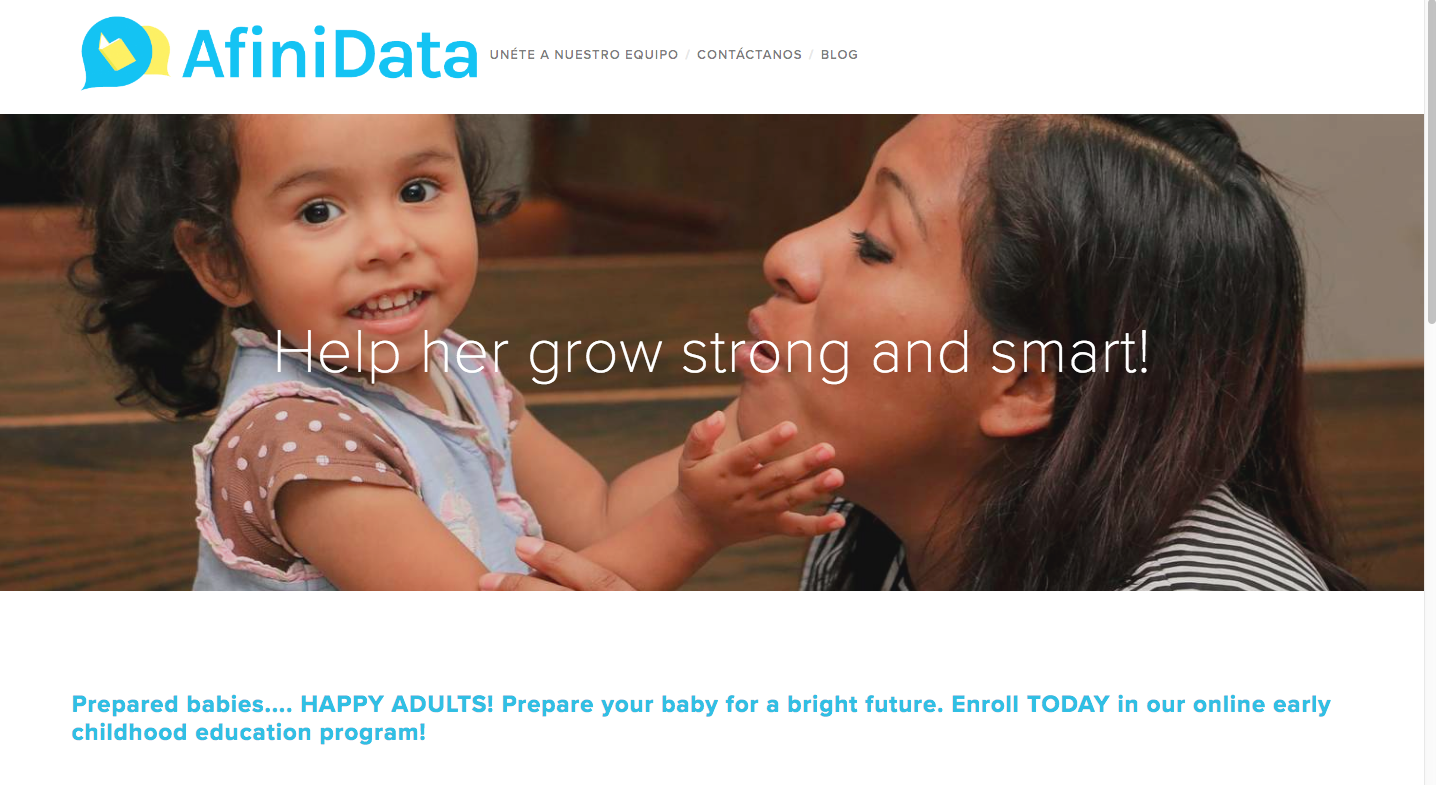 AfiniData
UNÉTE A NUESTRO EQUIPO / CONTÁCTANOS / BLOG
Help her grow strong and smart!
Prepared babies.... HAPPY ADULTS! Prepare your baby for a bright future. Enroll TODAY in our online early
childhood education program!